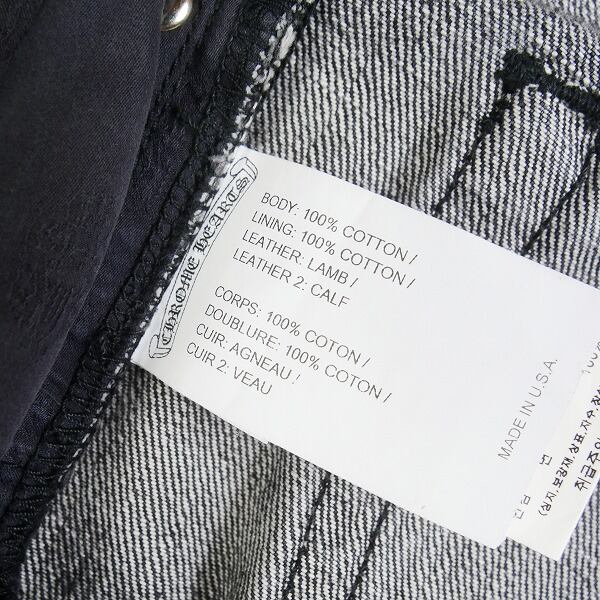 CHROME HEARTS
BODY: 100% COTTON /
LINING: 100% COTTON /
LEATHER: LAMB /
LEATHER 2: CALF
CORPS: 100% COTON /
DOUBLURE: 100% COTON /
CUIR: AGNEAU /
CUIR 2: VEAU
MADE IN U.S.A.
100%